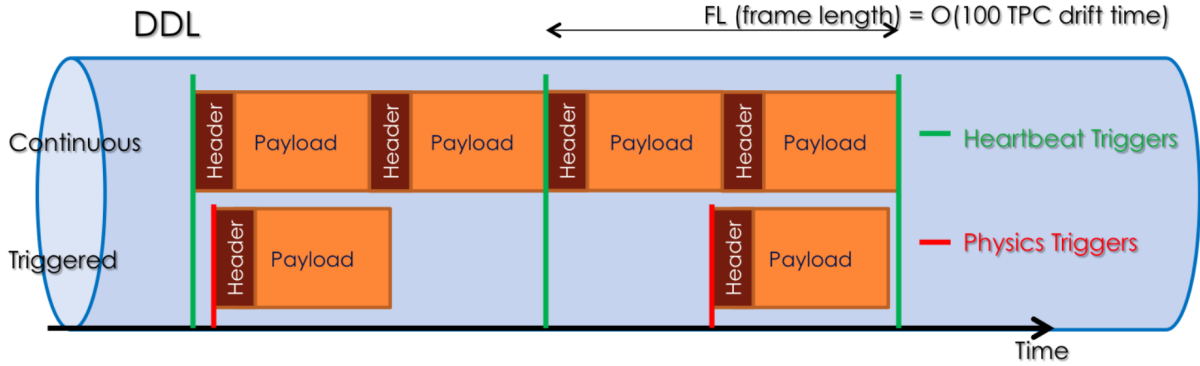 DDL
FL (frame length) = O(100 TPC drift time)
Continuous
Header
Payload
Header
Payload
Header
Payload
Header
Payload
Heartbeat Triggers
Triggered
Header
Payload
Header
Payload
Physics Triggers
Time